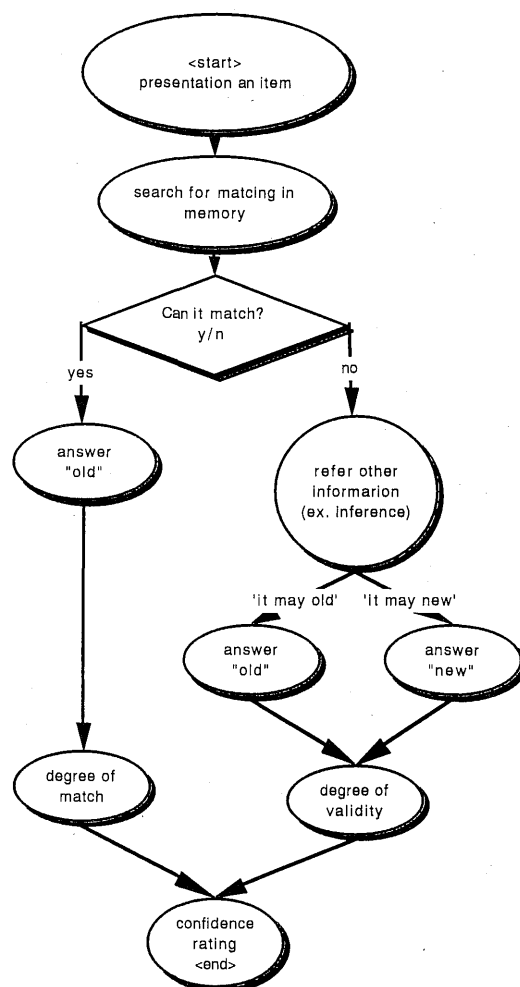 <start>
presentation an item
search for matcing in
memory
Can it match?
y/n
yes
no
answer
"old"
refer other
informarion
(ex. inference)
'it may old'
'It may new'
answer
"old"
answer
"new"
degree of
match
degree of
validity
confidence
rating
<end>